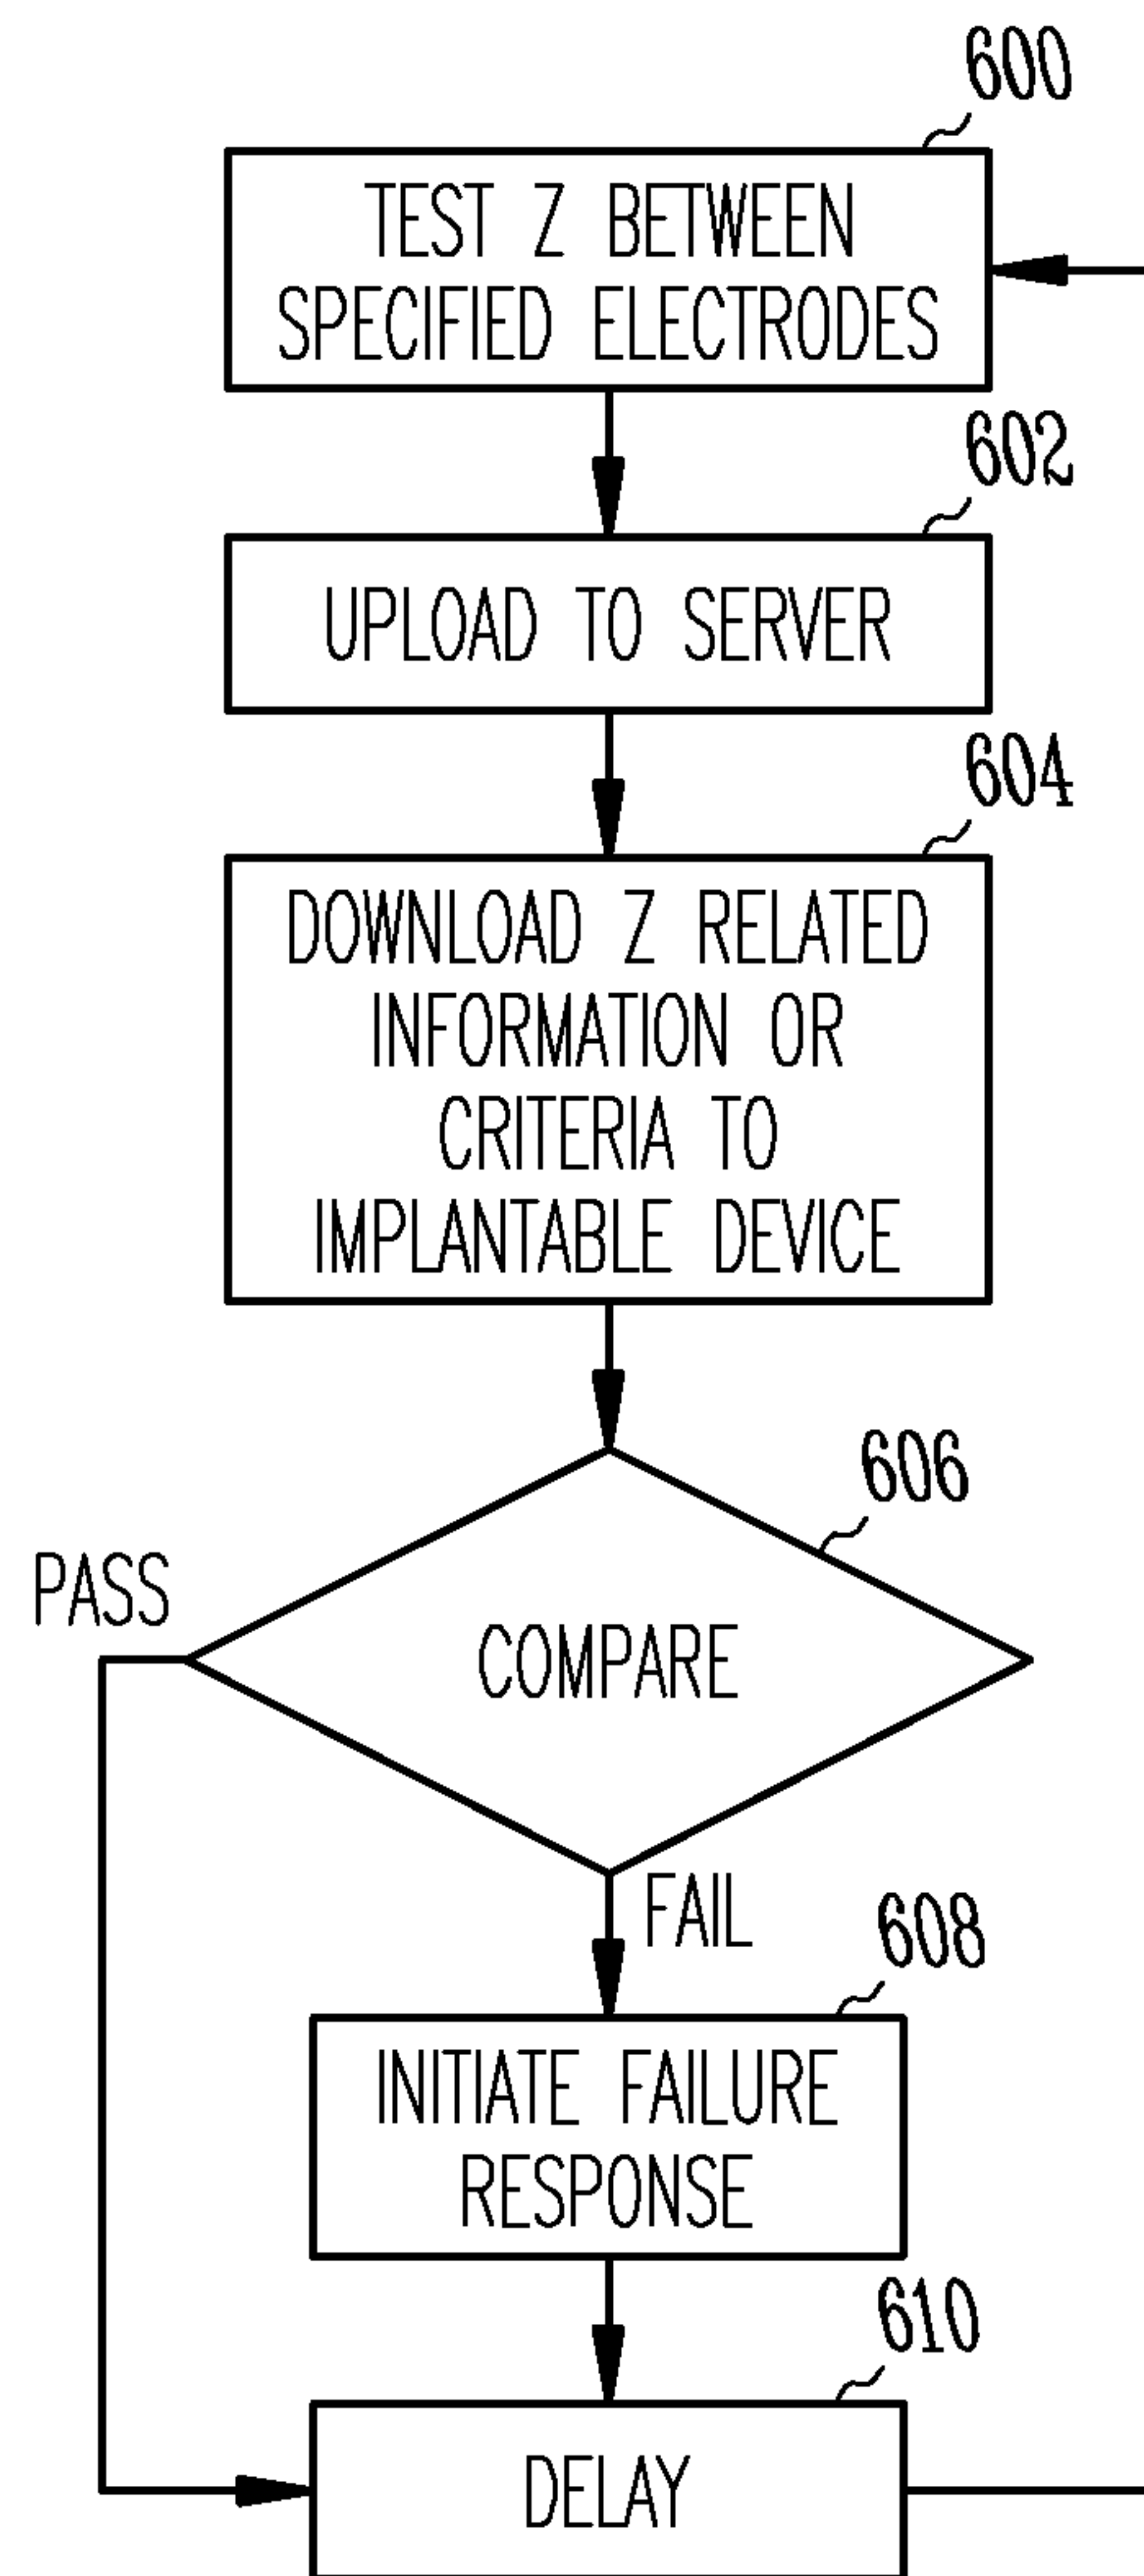 600
TEST Z BETWEEN
SPECIFIED ELECTRODES
602
UPLOAD TO SERVER
604
DOWNLOAD Z RELATED
INFORMATION OR
CRITERIA TO
IMPLANTABLE DEVICE
606
PASS
COMPARE
FAIL
608
INITIATE FAILURE
RESPONSE
610
DELAY